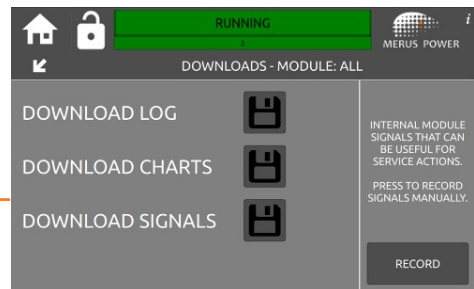 RUNNING
2
i
MERUS POWER
DOWNLOADS - MODULE: ALL
DOWNLOAD LOG
DOWNLOAD CHARTS
DOWNLOAD SIGNALS
INTERNAL MODULE
SIGNALS THAT CAN
BE USEFUL FOR
SERVICE ACTIONS.
PRESS TO RECORD
SIGNALS MANUALLY.
RECORD